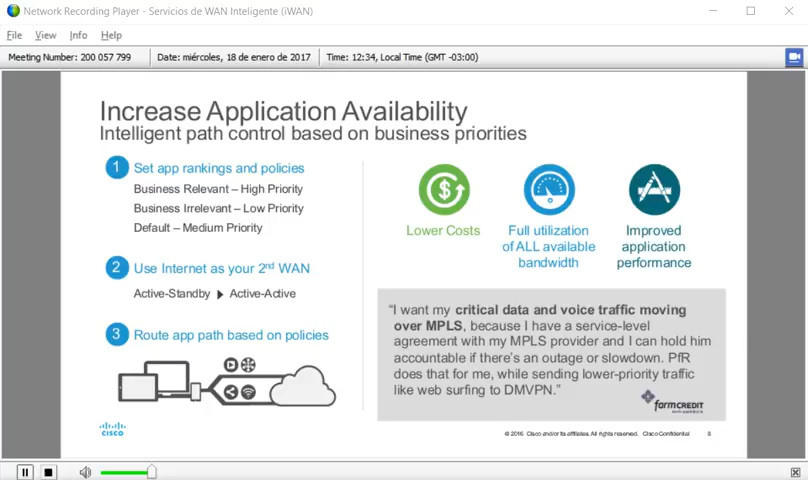 Network Recording Player - Servicios de WAN Inteligente (iWAN)
File View Info Help
Meeting Number: 200 057 799 Date: miércoles, 18 de enero de 2017 Time: 12:34, Local Time (GMT -03:00)
Increase Application Availability
Intelligent path control based on business priorities
1 Set app rankings and policies
Business Relevant – High Priority
Business Irrelevant – Low Priority
Default – Medium Priority
2 Use Internet as your 2nd WAN
Active-Standby Active-Active
3 Route app path based on policies
Lower Costs
Full utilization
of ALL available
bandwidth
Improved
application
performance
“I want my critical data and voice traffic moving
over MPLS, because I have a service-level
agreement with my MPLS provider and I can hold him
accountable if there’s an outage or slowdown. PfR
does that for me, while sending lower-priority traffic
like web surfing to DMVPN.”
FARM CREDIT
CISCO
© 2016 Cisco and/or its affiliates. All rights reserved. Cisco Confidential 8